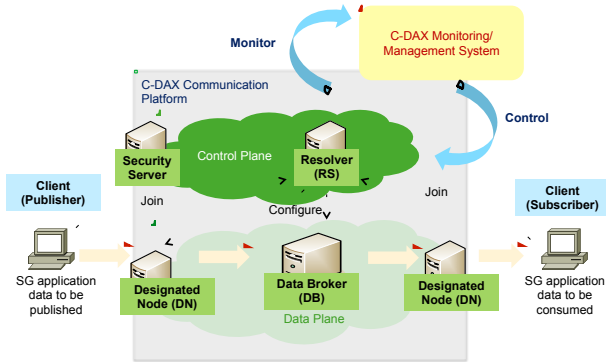 C-DAX Monitoring/
Management System
Monitor
C-DAX Communication
Platform
Control
Control Plane
Security
Server
Resolver
(RS)
Client
(Publisher)
Join
Configure
Join
Client
(Subscriber)
SG application
data to be
published
Designated
Node (DN)
Data Broker
(DB)
Designated
Node (DN)
SG application
data to be
consumed
Data Plane